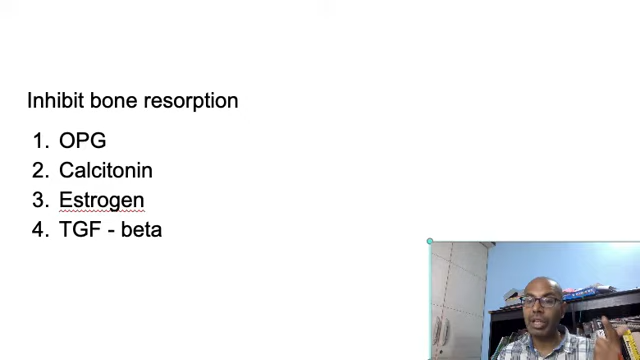 Inhibit bone resorption
1. OPG
2. Calcitonin
3. Estrogen
4. TGF - beta